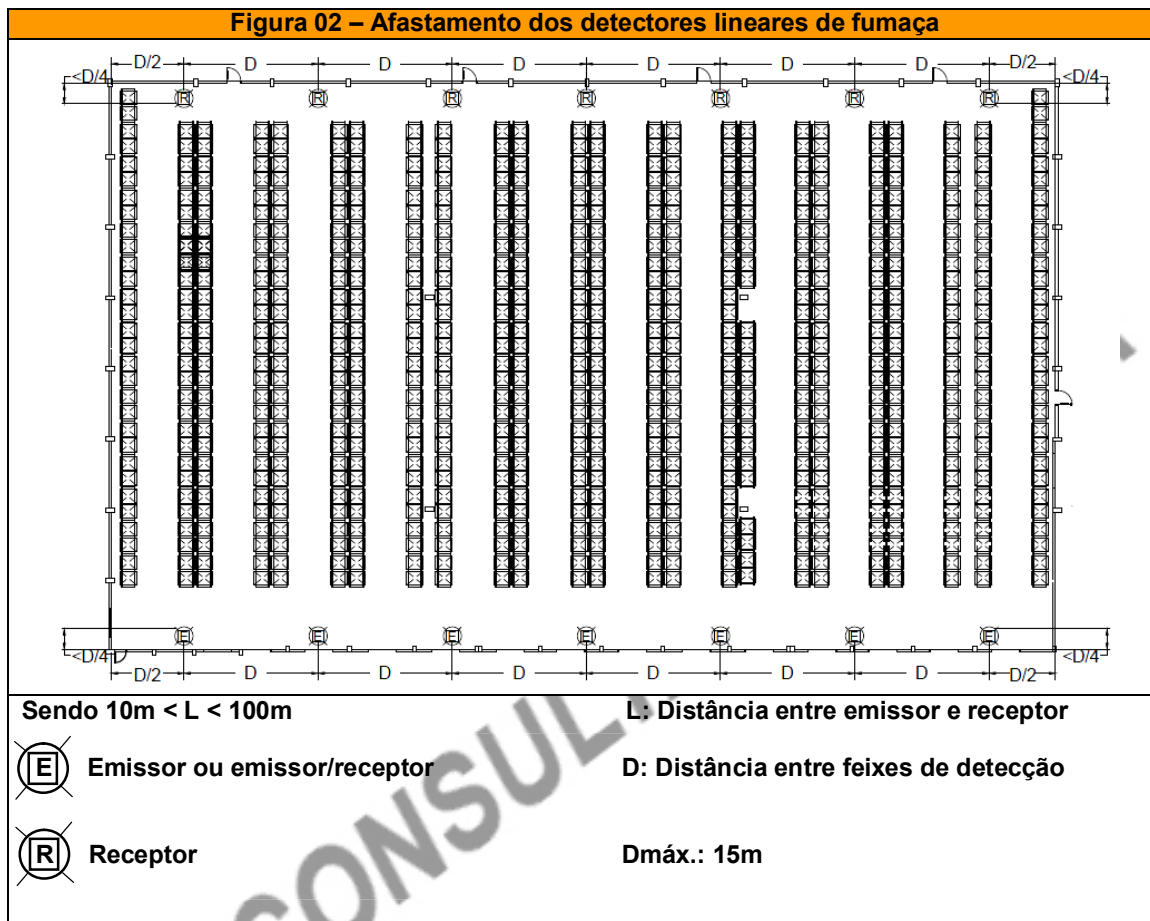 Figura 02 – Afastamento dos detectores lineares de fumaça
D/2 D D D D D D D/2
<D/4 <D/4
R R R R R R R
E E E E E E E
<D/4 <D/4
D/2 D D D D D D D/2
Sendo 10m < L < 100m L: Distância entre emissor e receptor
E Emissor ou emissor/receptor D: Distância entre feixes de detecção
R Receptor Dmáx.: 15m